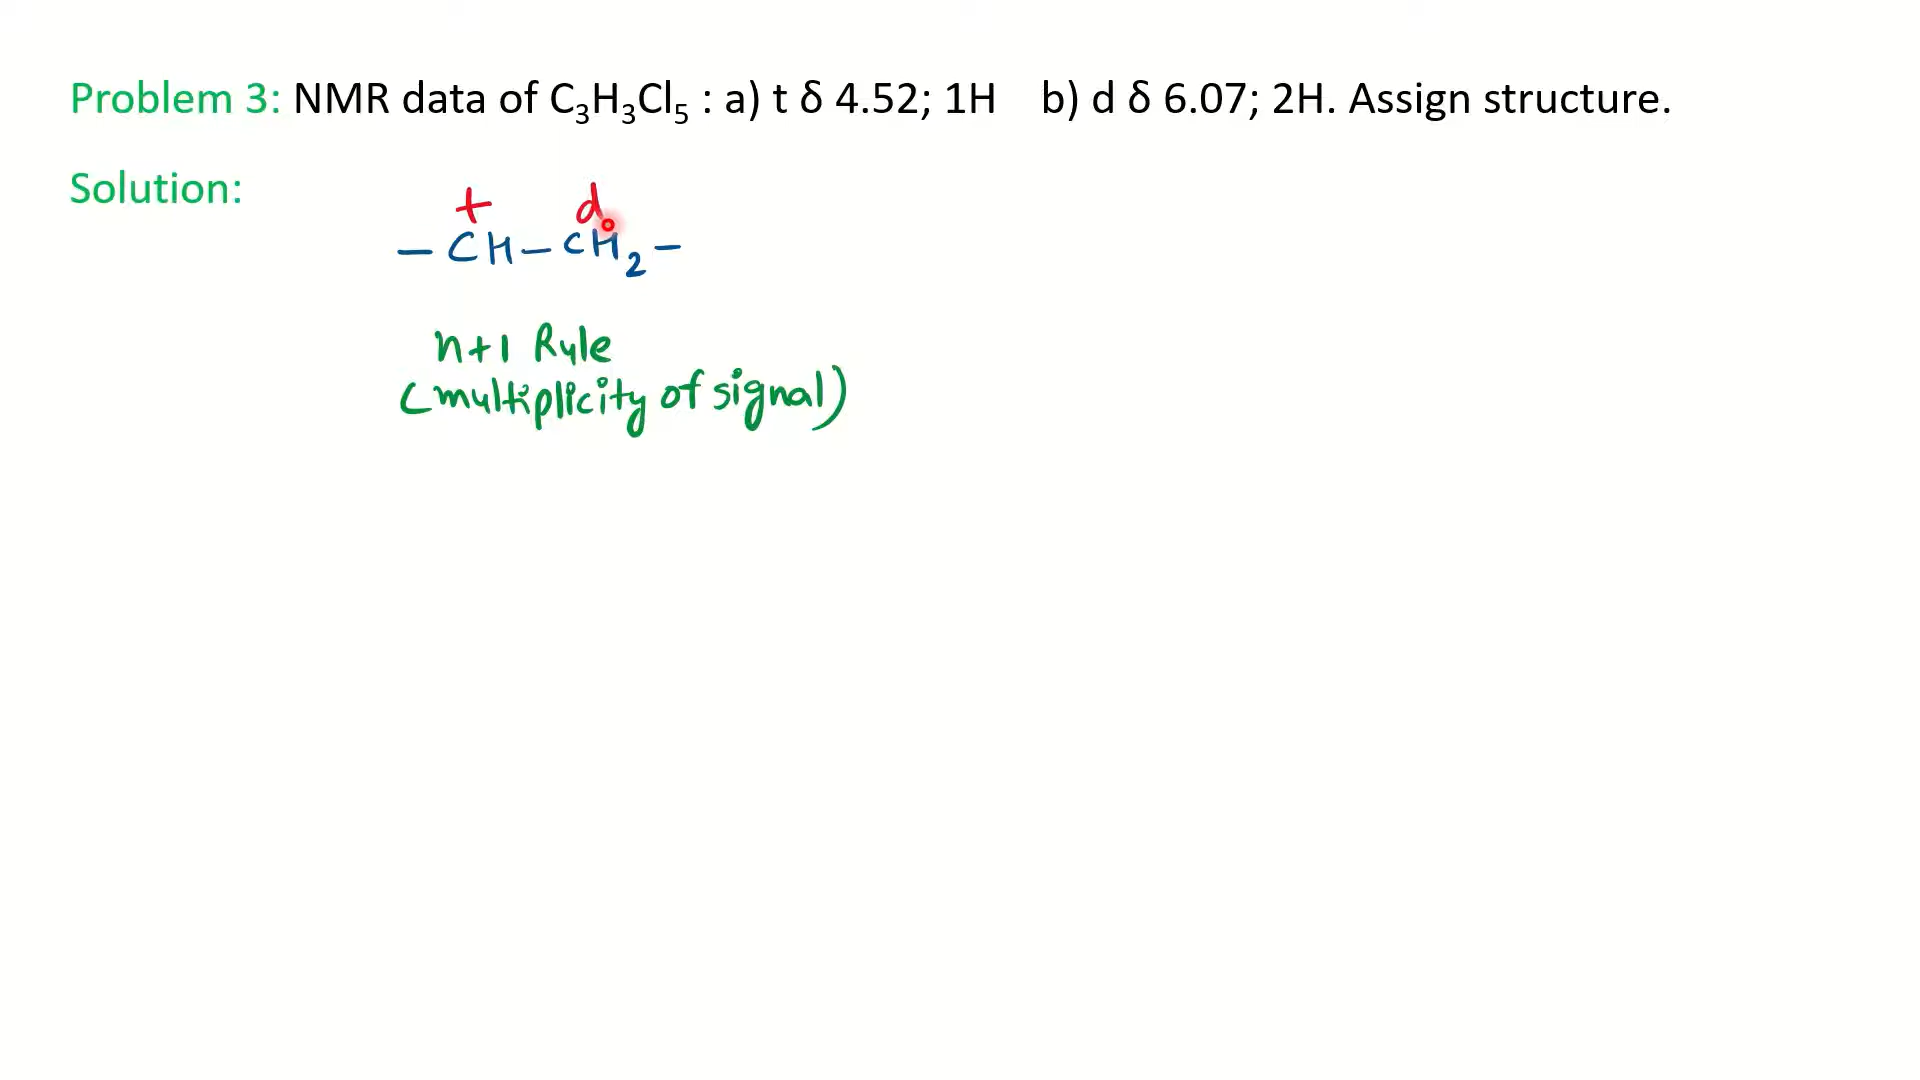 Problem 3: NMR data of C₃H₃Cl₅ : a) t δ 4.52; 1H b) d δ 6.07; 2H. Assign structure.
Solution:
t d
– CH – CH₂ –
n+1 Rule
(multiplicity of signal)